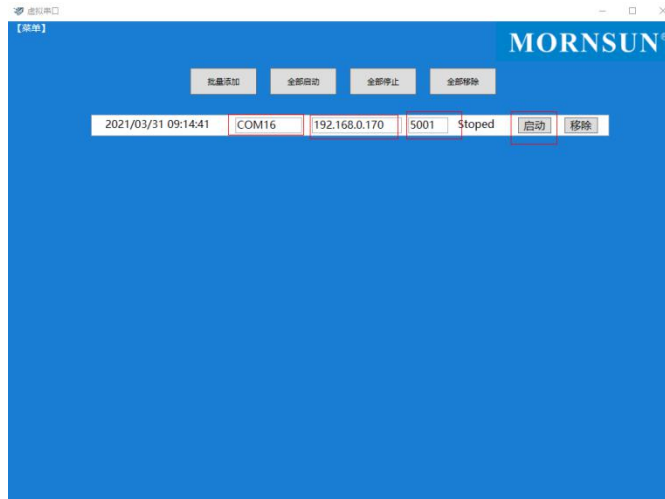 虚拟串口
【菜单】
MORNSUN®
批量添加 全部启动 全部停止 全部移除
2021/03/31 09:14:41 COM16 192.168.0.170 5001 Stoped 启动 移除